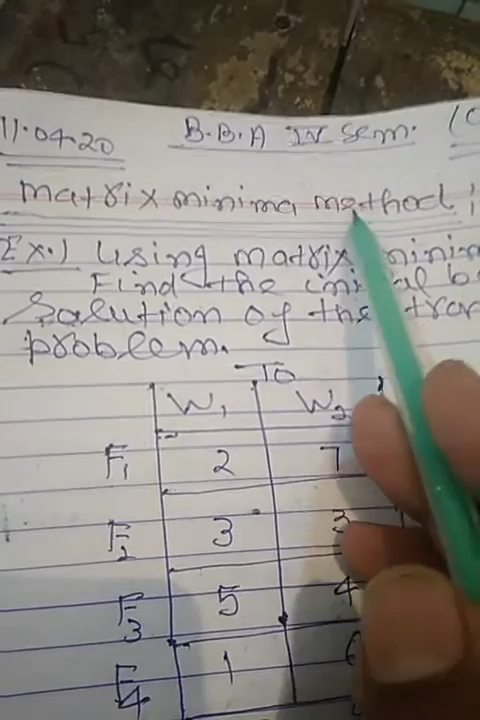 11.04.20 B.B.A IV Sem.
Matrix minima method :
Ex.1 Using matrix
Find the
Solution of the
problem.
To
W1 W2
F1 2 7
F2 3 3
F3 5 4
F4 1